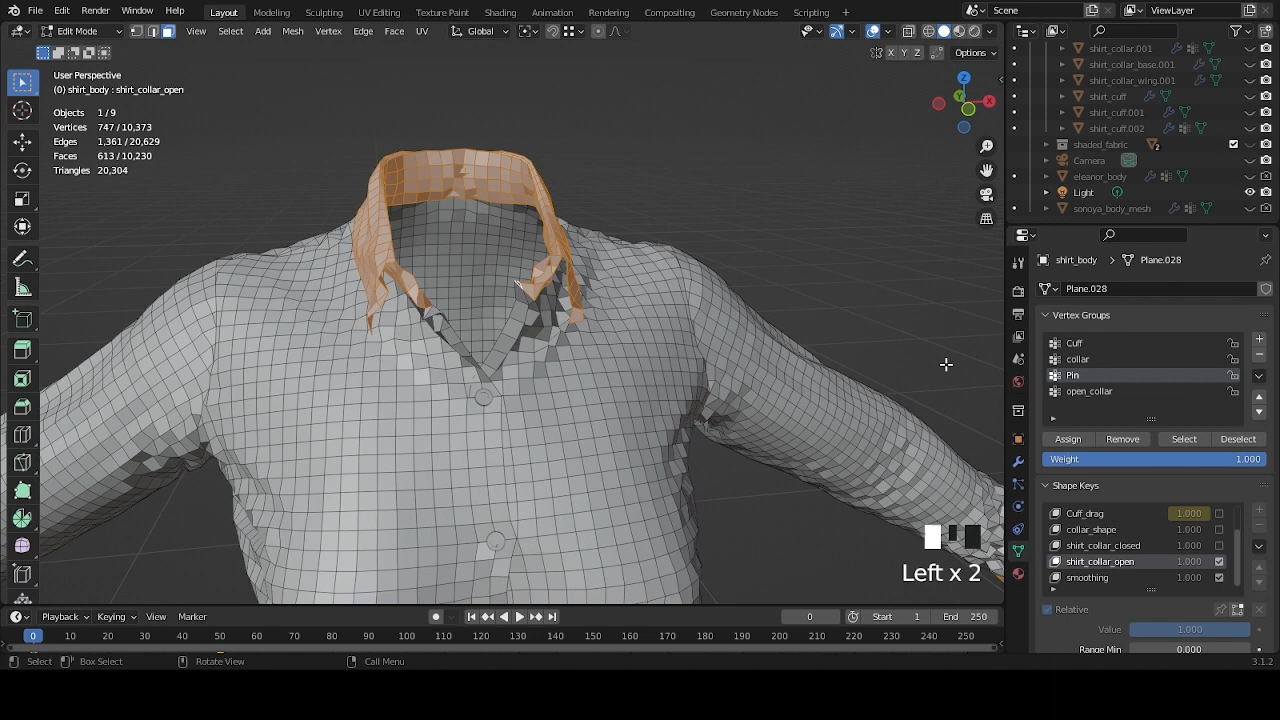 File Edit Render Window Help Layout Modeling Sculpting UV Editing Texture Paint Shading Animation Rendering Compositing Geometry Nodes Scripting + Scene ViewLayer
Edit Mode View Select Add Mesh Vertex Edge Face UV Global
X Y Z Options
User Perspective
(0) shirt_body : shirt_collar_open
Objects 1/9
Vertices 747 / 10,373
Edges 1,361 / 20,629
Faces 613 / 10,230
Triangles 20,304
Z
Y
X
Left x 2
shirt_collar.001
shirt_collar_base.001
shirt_collar_wing.001
shirt_cuff
shirt_cuff.001
shirt_cuff.002
shaded_fabric 2
Camera
eleanor_body
Light
sonoya_body_mesh
shirt_body > Plane.028
Plane.028
Vertex Groups
Cuff
collar
Pin
open_collar
Assign Remove Select Deselect
Weight 1.000
Shape Keys
Cuff_drag 1.000
collar_shape 1.000
shirt_collar_closed 1.000
shirt_collar_open 1.000
smoothing 1.000
Relative
Value 1.000
Range Min 0.000
Playback Keying View Marker 0 Start 1 End 250
0 10 20 30 40 50 60 70 80 90 100 110 120 130 140 150 160 170 180 190 200 210 220 230 240 250
Select Box Select Rotate View Call Menu 3.1.2